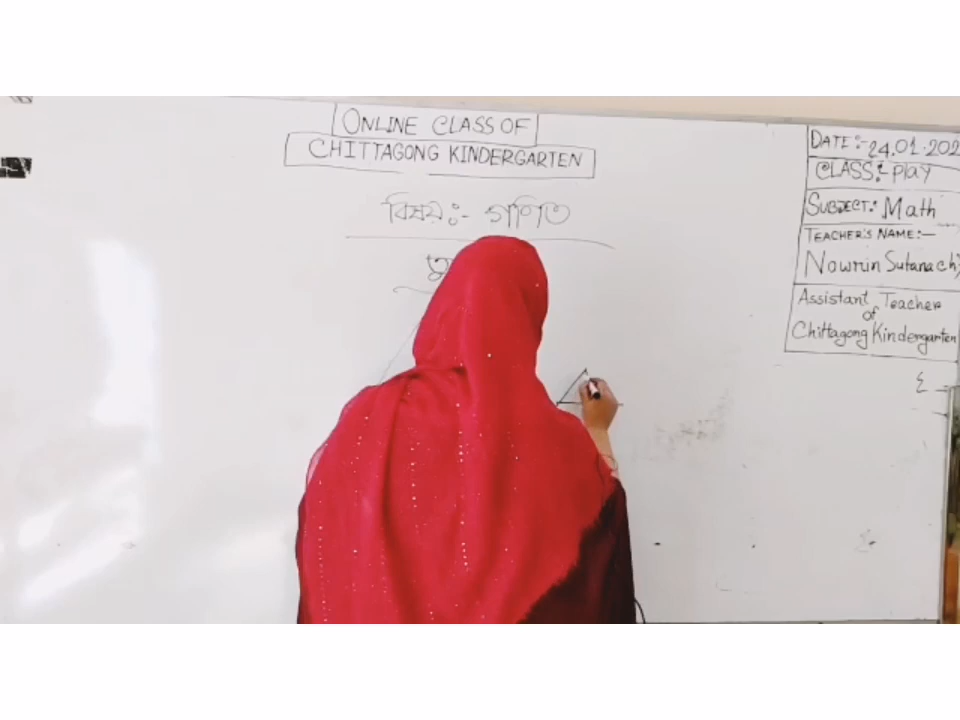 ONLINE CLASS OF
CHITTAGONG KINDERGARTEN
বিষয়ঃ- গণিত
DATE:- 24.01.202
CLASS:- Play
SUBJECT: Math
TEACHER'S NAME:-
Nowrin Sutana
Assistant Teacher
of
Chittagong Kindergarten